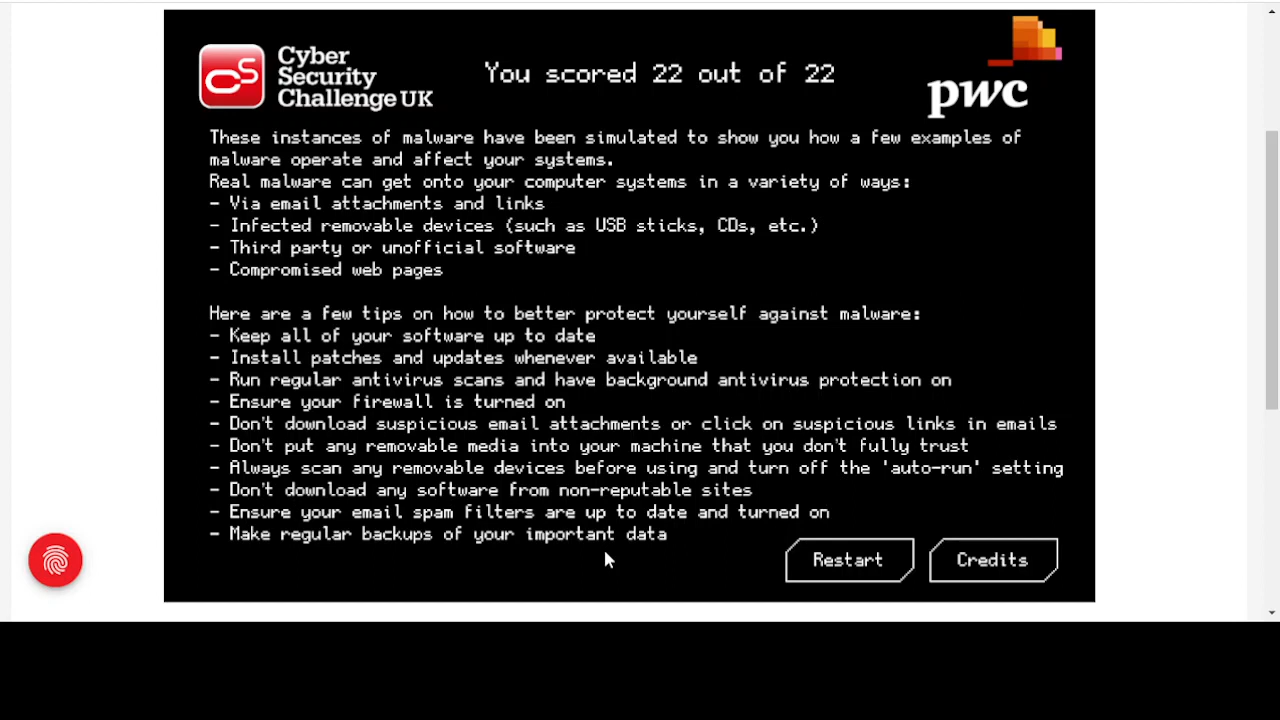 Cyber
Security
Challenge UK
CS
You scored 22 out of 22
pwc
These instances of malware have been simulated to show you how a few examples of
malware operate and affect your systems.
Real malware can get onto your computer systems in a variety of ways:
- Via email attachments and links
- Infected removable devices (such as USB sticks, CDs, etc.)
- Third party or unofficial software
- Compromised web pages
Here are a few tips on how to better protect yourself against malware:
- Keep all of your software up to date
- Install patches and updates whenever available
- Run regular antivirus scans and have background antivirus protection on
- Ensure your firewall is turned on
- Don't download suspicious email attachments or click on suspicious links in emails
- Don't put any removable media into your machine that you don't fully trust
- Always scan any removable devices before using and turn off the 'auto-run' setting
- Don't download any software from non-reputable sites
- Ensure your email spam filters are up to date and turned on
- Make regular backups of your important data
Restart
Credits